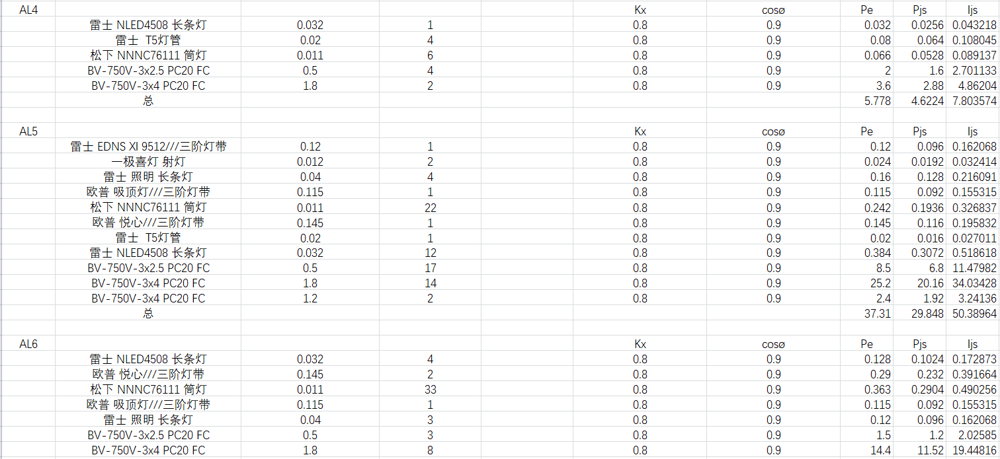 AL4 Kx cosø Pe Pjs Ijs
雷士 NLED4508 长条灯 0.032 1 0.8 0.9 0.032 0.0256 0.043218
雷士 T5灯管 0.02 4 0.8 0.9 0.08 0.064 0.108045
松下 NNNC76111 筒灯 0.011 6 0.8 0.9 0.066 0.0528 0.089137
BV-750V-3x2.5 PC20 FC 0.5 4 0.8 0.9 2 1.6 2.701133
BV-750V-3x4 PC20 FC 1.8 2 0.8 0.9 3.6 2.88 4.86204
总 5.778 4.6224 7.803574
AL5 Kx cosø Pe Pjs Ijs
雷士 EDNS XI 9512///三阶灯带 0.12 1 0.8 0.9 0.12 0.096 0.162068
一极喜灯 射灯 0.012 2 0.8 0.9 0.024 0.0192 0.032414
雷士 照明 长条灯 0.04 4 0.8 0.9 0.16 0.128 0.216091
欧普 吸顶灯///三阶灯带 0.115 1 0.8 0.9 0.115 0.092 0.155315
松下 NNNC76111 筒灯 0.011 22 0.8 0.9 0.242 0.1936 0.326837
欧普 悦心///三阶灯带 0.145 1 0.8 0.9 0.145 0.116 0.195832
雷士 T5灯管 0.02 1 0.8 0.9 0.02 0.016 0.027011
雷士 NLED4508 长条灯 0.032 12 0.8 0.9 0.384 0.3072 0.518618
BV-750V-3x2.5 PC20 FC 0.5 17 0.8 0.9 8.5 6.8 11.47982
BV-750V-3x4 PC20 FC 1.8 14 0.8 0.9 25.2 20.16 34.03428
BV-750V-3x4 PC20 FC 1.2 2 0.8 0.9 2.4 1.92 3.24136
总 37.31 29.848 50.38964
AL6 Kx cosø Pe Pjs Ijs
雷士 NLED4508 长条灯 0.032 4 0.8 0.9 0.128 0.1024 0.172873
欧普 悦心///三阶灯带 0.145 2 0.8 0.9 0.29 0.232 0.391664
松下 NNNC76111 筒灯 0.011 33 0.8 0.9 0.363 0.2904 0.490256
欧普 吸顶灯///三阶灯带 0.115 1 0.8 0.9 0.115 0.092 0.155315
雷士 照明 长条灯 0.04 3 0.8 0.9 0.12 0.096 0.162068
BV-750V-3x2.5 PC20 FC 0.5 3 0.8 0.9 1.5 1.2 2.02585
BV-750V-3x4 PC20 FC 1.8 8 0.8 0.9 14.4 11.52 19.44816